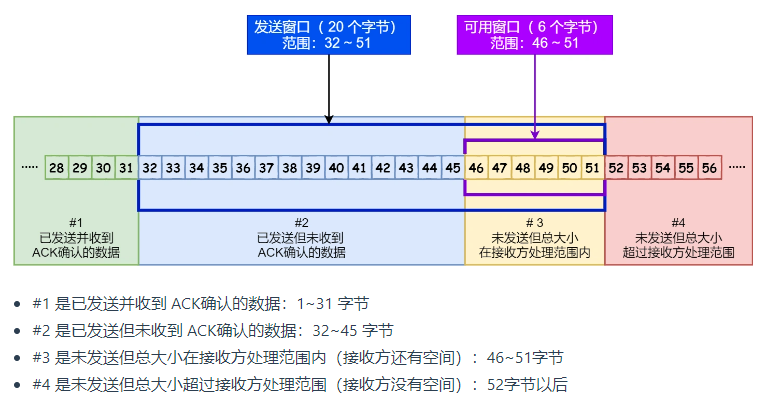 发送窗口（20 个字节）
范围：32 ~ 51
可用窗口（6 个字节）
范围：46 ~ 51
····· 28 29 30 31 32 33 34 35 36 37 38 39 40 41 42 43 44 45 46 47 48 49 50 51 52 53 54 55 56 ·····
#1
已发送并收到
ACK确认的数据
#2
已发送但未收到
ACK确认的数据
# 3
未发送但总大小
在接收方处理范围内
#4
未发送但总大小
超过接收方处理范围
• #1 是已发送并收到 ACK确认的数据：1~31 字节
• #2 是已发送但未收到 ACK确认的数据：32~45 字节
• #3 是未发送但总大小在接收方处理范围内（接收方还有空间）：46~51字节
• #4 是未发送但总大小超过接收方处理范围（接收方没有空间）：52字节以后